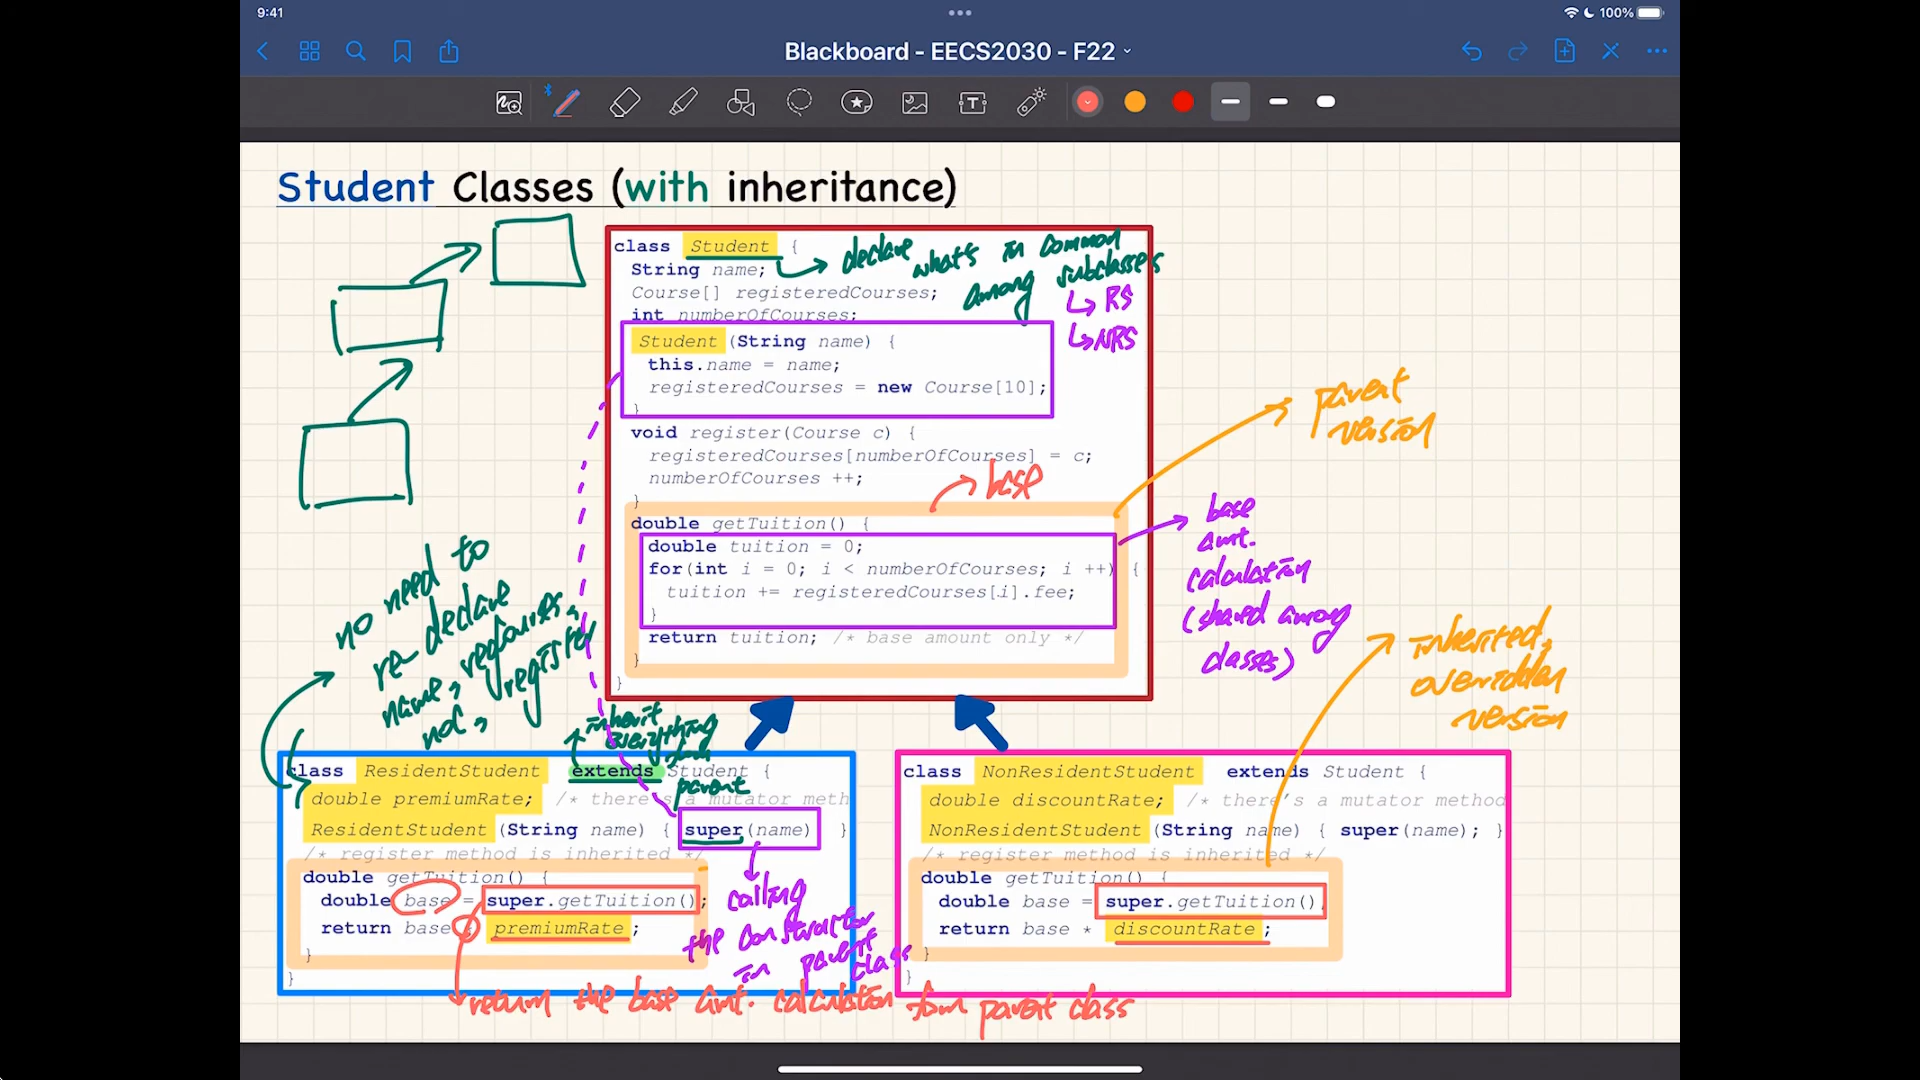 9:41
100%
Blackboard - EECS2030 - F22
Student Classes (with inheritance)
class Student {
String name;
Course[] registeredCourses;
int numberOfCourses;
declare what's in common
among subclasses
↳ RS
↳ NRS
Student (String name) {
this.name = name;
registeredCourses = new Course[10];
}
void register(Course c) {
registeredCourses[numberOfCourses] = c;
numberOfCourses ++;
}
base
parent
version
double getTuition() {
double tuition = 0;
for(int i = 0; i < numberOfCourses; i ++) {
tuition += registeredCourses[i].fee;
}
return tuition; /* base amount only */
}
}
base
amt.
calculation
(shared among
classes)
inherited,
overridden
version
no need to
re-declare
name,
noc, register
inherit
everything
from
parent
class ResidentStudent extends Student {
double premiumRate; /* there's a mutator meth
ResidentStudent (String name) { super(name) }
/* register method is inherited */
double getTuition() {
double base = super.getTuition();
return base * premiumRate ;
}
}
calling
the constructor
in parent
class
class NonResidentStudent extends Student {
double discountRate; /* there's a mutator method
NonResidentStudent (String name) { super(name); }
/* register method is inherited */
double getTuition() {
double base = super.getTuition()
return base * discountRate ;
}
}
return the base amt. calculation from parent class